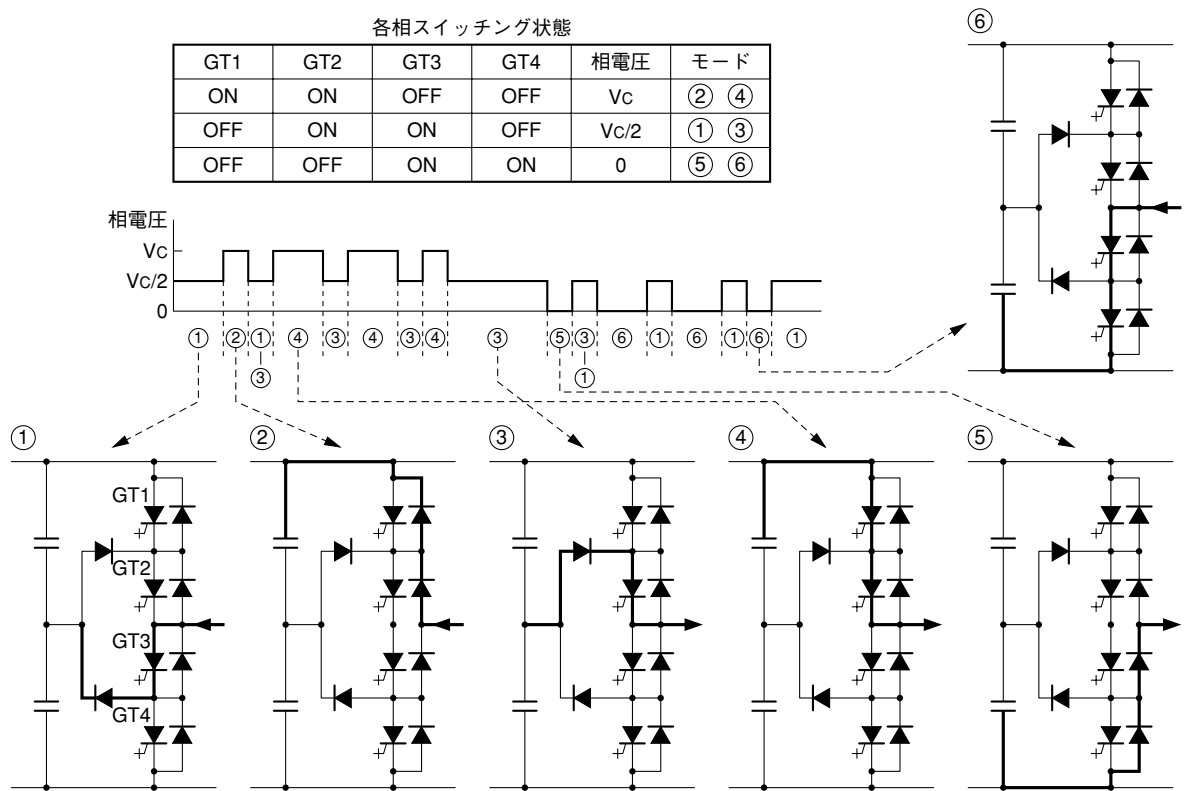 各相スイッチング状態
GT1 GT2 GT3 GT4 相電圧 モード
ON ON OFF OFF VC ② ④
OFF ON ON OFF VC/2 ① ③
OFF OFF ON ON 0 ⑤ ⑥
⑥
相電圧
VC
VC/2
0
① ② ① ④ ③ ④ ③ ④ ③ ⑤ ③ ⑥ ① ⑥ ① ⑥ ①
③ ①
① ② ③ ④ ⑤
GT1
GT2
GT3
GT4